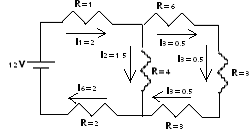 R=1
R=6
I1=2
I3=0.5
I2=1.5
I3=0.5
12V
R=4
R=3
I6=2
I3=0.5
R=2
R=3